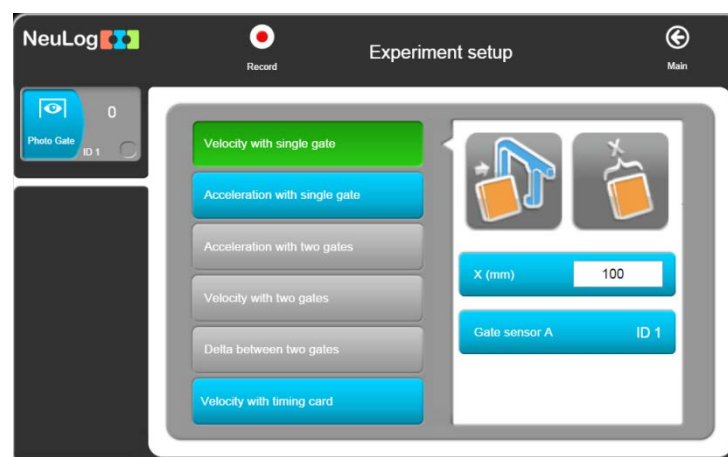 NeuLog
Record
Experiment setup
Main
0
Photo Gate
ID 1
Velocity with single gate
Acceleration with single gate
Acceleration with two gates
Velocity with two gates
Delta between two gates
Velocity with timing card
X
X (mm) 100
Gate sensor A ID 1